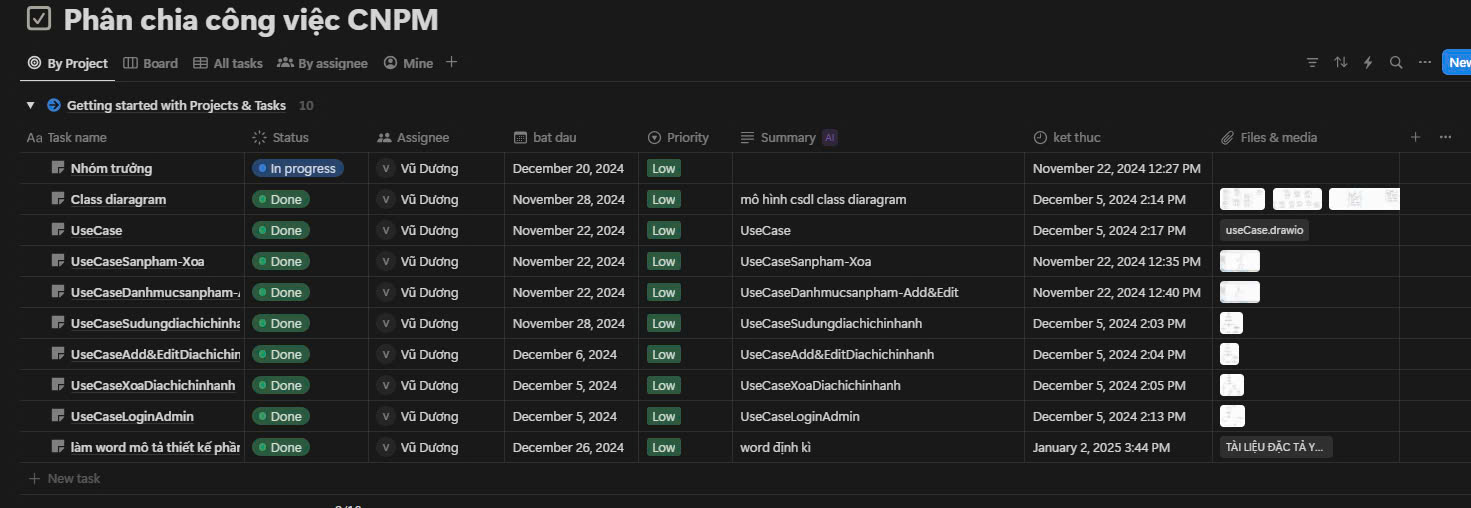 Phân chia công việc CNPM
By Project Board All tasks By assignee Mine + New
Getting started with Projects & Tasks 10
Aa Task name Status Assignee bat dau Priority Summary AI ket thuc Files & media + ...
Nhóm trưởng In progress V Vũ Dương December 20, 2024 Low November 22, 2024 12:27 PM
Class diaragram Done V Vũ Dương November 28, 2024 Low mô hình csdl class diaragram December 5, 2024 2:14 PM
UseCase Done V Vũ Dương November 22, 2024 Low UseCase December 5, 2024 2:17 PM useCase.drawio
UseCaseSanpham-Xoa Done V Vũ Dương November 22, 2024 Low UseCaseSanpham-Xoa November 22, 2024 12:35 PM
UseCaseDanhmucsanpham-/ Done V Vũ Dương November 22, 2024 Low UseCaseDanhmucsanpham-Add&Edit November 22, 2024 12:40 PM
UseCaseSudungdiachichinha Done V Vũ Dương November 28, 2024 Low UseCaseSudungdiachichinhanh December 5, 2024 2:03 PM
UseCaseAdd&EditDiachichin Done V Vũ Dương December 6, 2024 Low UseCaseAdd&EditDiachichinhanh December 5, 2024 2:04 PM
UseCaseXoaDiachichinhanh Done V Vũ Dương December 5, 2024 Low UseCaseXoaDiachichinhanh December 5, 2024 2:05 PM
UseCaseLoginAdmin Done V Vũ Dương December 5, 2024 Low UseCaseLoginAdmin December 5, 2024 2:13 PM
làm word mô tả thiết kế phần Done V Vũ Dương December 26, 2024 Low word định kì January 2, 2025 3:44 PM TÀI LIỆU ĐẶC TẢ Y...
+ New task